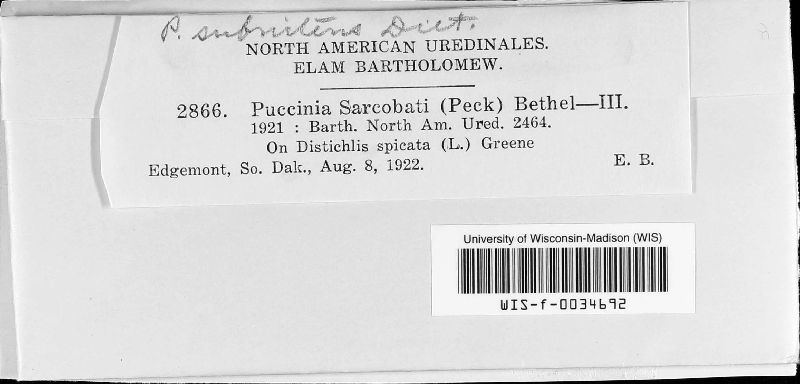 P. subnitens Diet.
NORTH AMERICAN UREDINALES.
ELAM BARTHOLOMEW.
2866. Puccinia Sarcobati (Peck) Bethel—III.
1921 : Barth. North Am. Ured. 2464.
On Distichlis spicata (L.) Greene
Edgemont, So. Dak., Aug. 8, 1922. E. B.
University of Wisconsin-Madison (WIS)
WIS-f-0034692